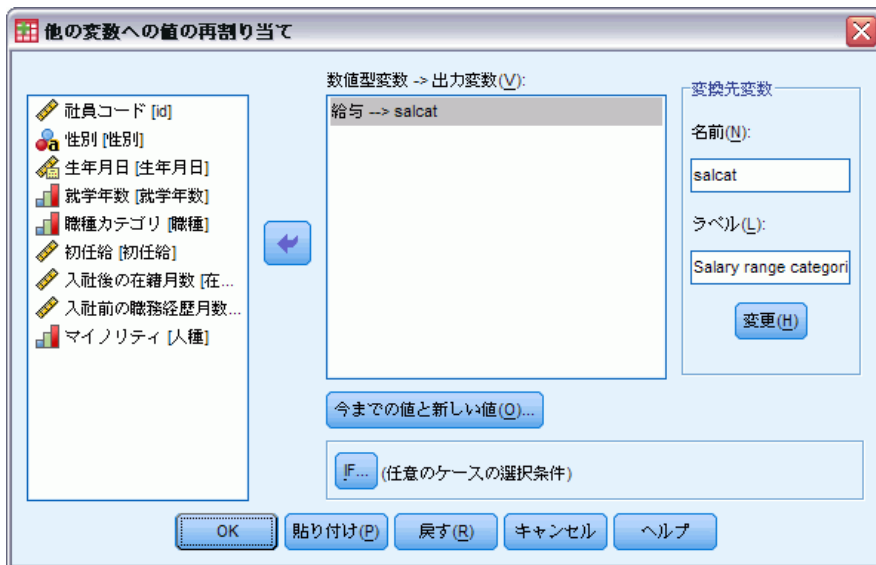 他の変数への値の再割り当て
社員コード [id]
性別 [性別]
生年月日 [生年月日]
就学年数 [就学年数]
職種カテゴリ [職種]
初任給 [初任給]
入社後の在籍月数 [在...
入社前の職務経歴月数...
マイノリティ [人種]
数値型変数 -> 出力変数(V):
給与 --> salcat
変換先変数
名前(N):
salcat
ラベル(L):
Salary range categori
変更(H)
今までの値と新しい値(O)...
IF... (任意のケースの選択条件)
OK 貼り付け(P) 戻す(R) キャンセル ヘルプ